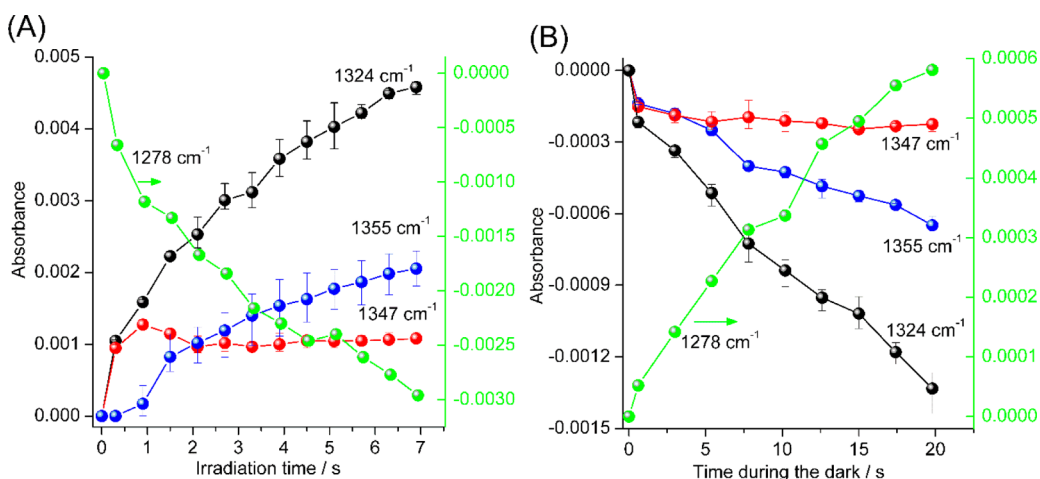 (A)
0.005
0.004
0.003
0.002
0.001
0.000
Absorbance
0.0000
-0.0005
-0.0010
-0.0015
-0.0020
-0.0025
-0.0030
1324 cm⁻¹
1278 cm⁻¹
1355 cm⁻¹
1347 cm⁻¹
0 1 2 3 4 5 6 7
Irradiation time / s
(B)
0.0000
-0.0003
-0.0006
-0.0009
-0.0012
-0.0015
Absorbance
0.0006
0.0005
0.0004
0.0003
0.0002
0.0001
0.0000
1347 cm⁻¹
1355 cm⁻¹
1324 cm⁻¹
1278 cm⁻¹
0 5 10 15 20
Time during the dark / s